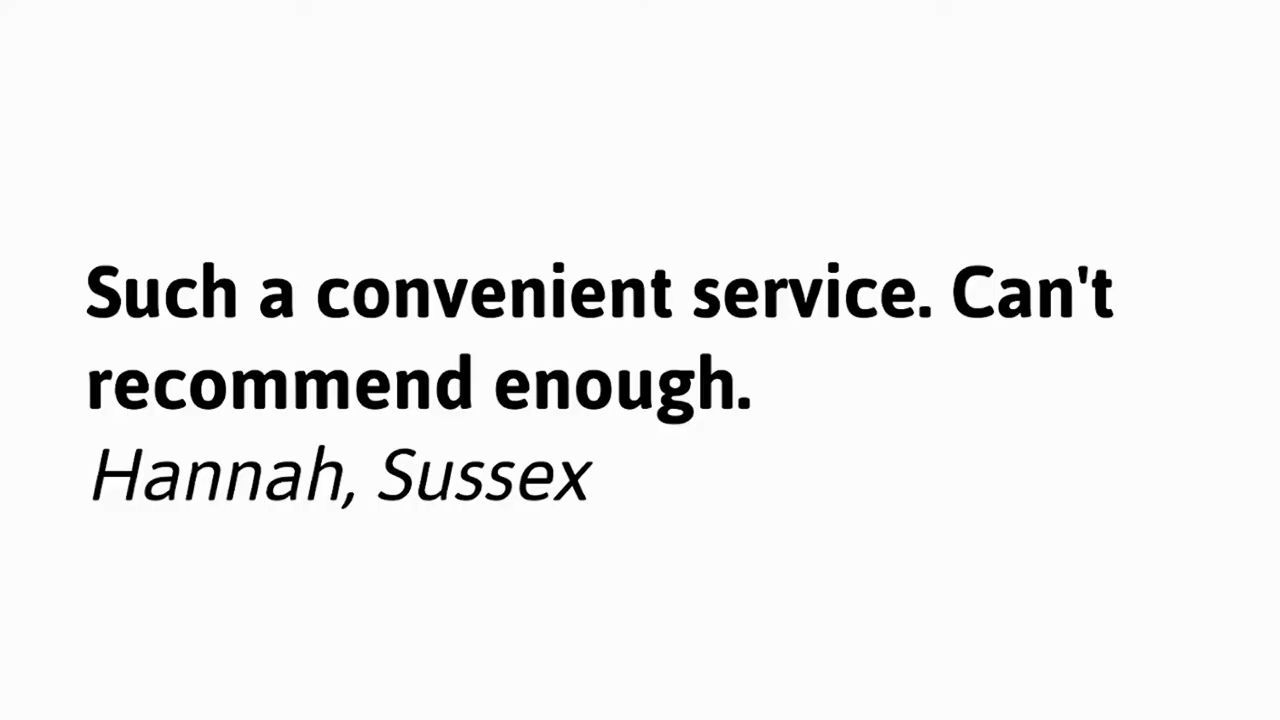 Such a convenient service. Can't
recommend enough.
Hannah, Sussex